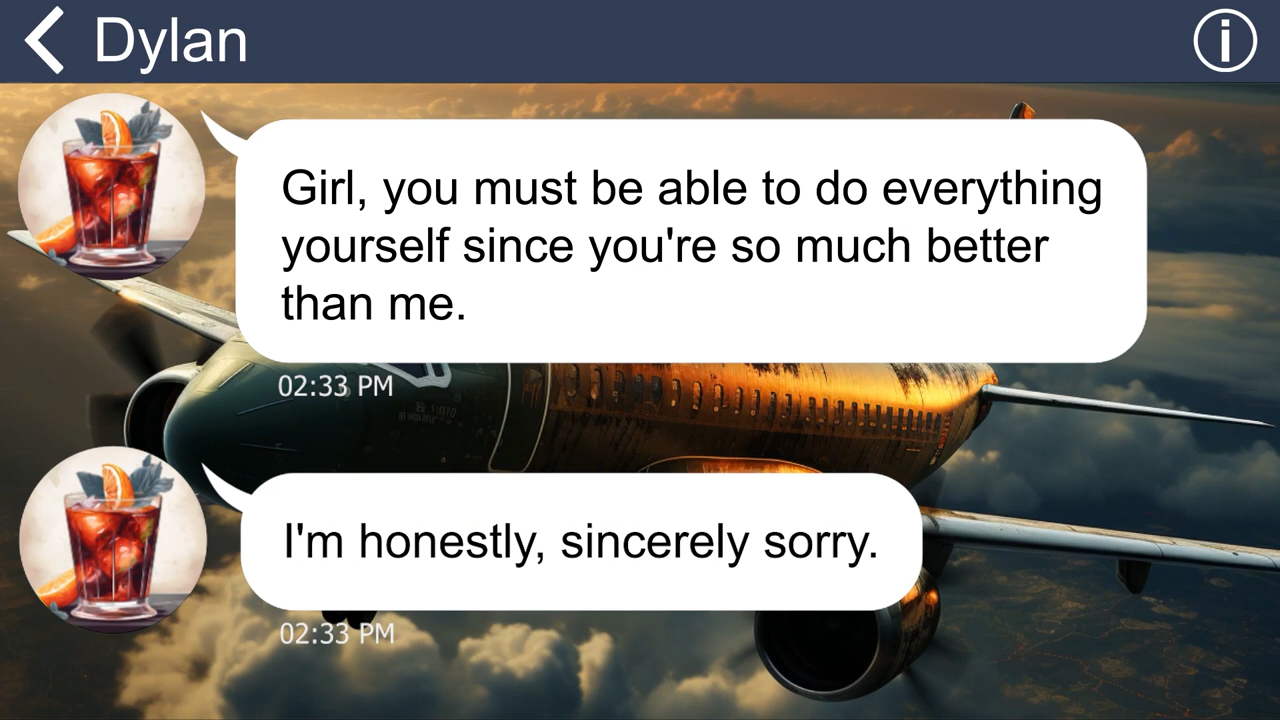 Dylan
Girl, you must be able to do everything
yourself since you're so much better
than me.
02:33 PM
I'm honestly, sincerely sorry.
02:33 PM